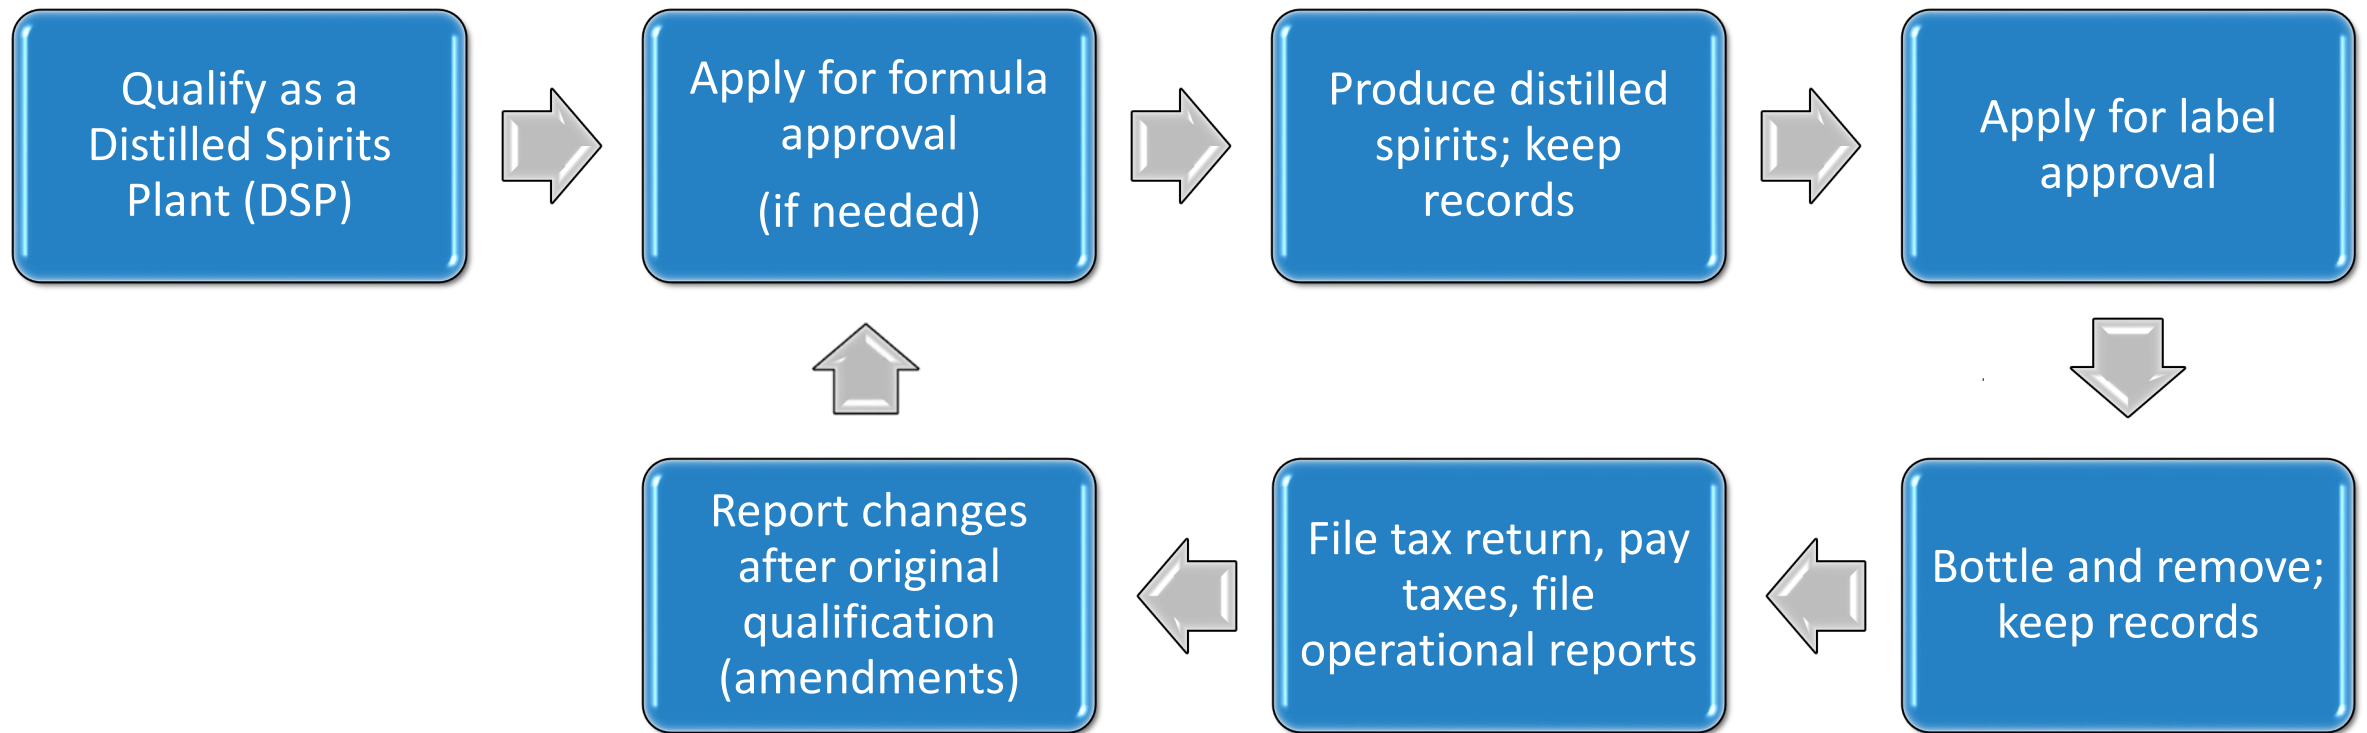 Qualify as a
Distilled Spirits
Plant (DSP)
Apply for formula
approval
(if needed)
Produce distilled
spirits; keep
records
Apply for label
approval
Bottle and remove;
keep records
File tax return, pay
taxes, file
operational reports
Report changes
after original
qualification
(amendments)